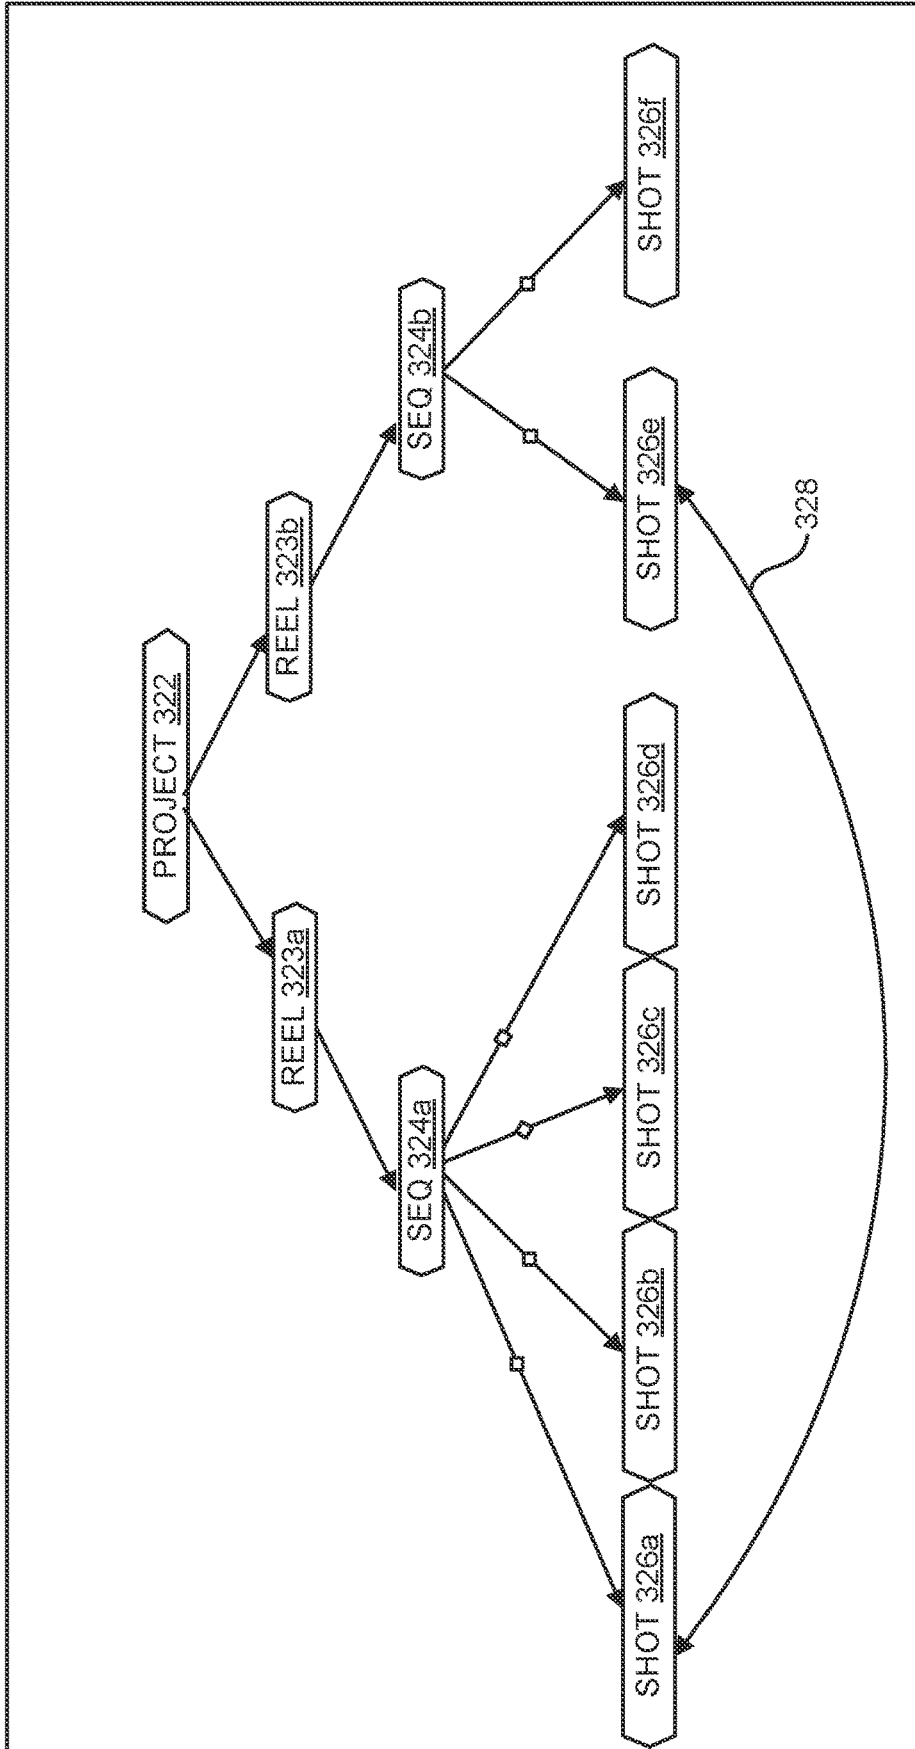 PROJECT 322
REEL 323a
REEL 323b
SEQ 324a
SEQ 324b
SHOT 326a
SHOT 326b
SHOT 326c
SHOT 326d
SHOT 326e
SHOT 326f
328